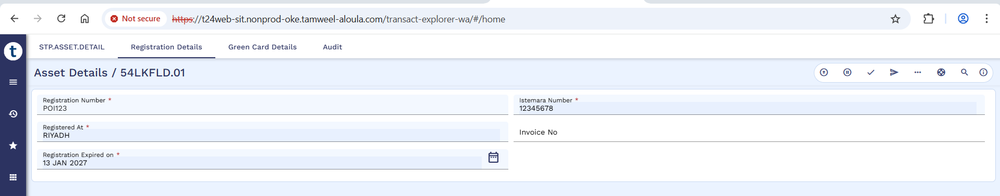 Not secure
https://t24web-sit.nonprod-oke.tamweel-aloula.com/transact-explorer-wa/#/home
t
STP.ASSET.DETAIL Registration Details Green Card Details Audit
Asset Details / 54LKFLD.01
Registration Number *
POI123
Istemara Number *
12345678
Registered At *
RIYADH
Invoice No
Registration Expired on *
13 JAN 2027